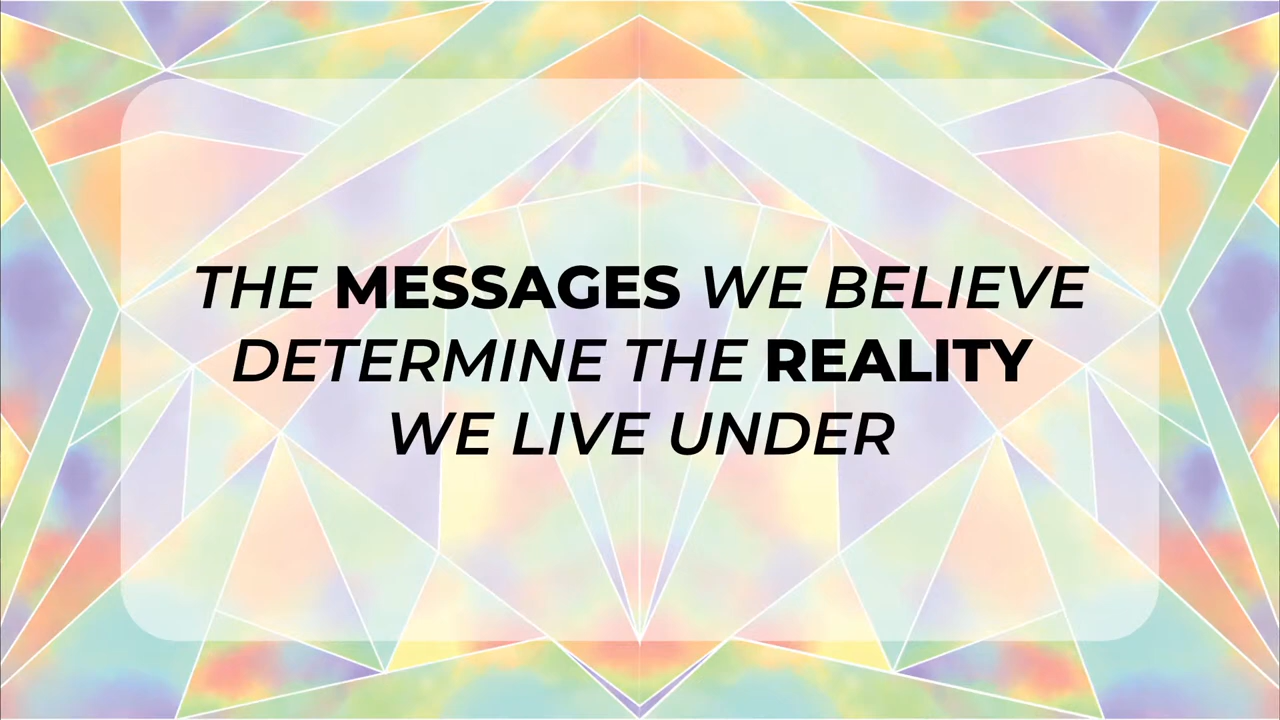 THE MESSAGES WE BELIEVE
DETERMINE THE REALITY
WE LIVE UNDER